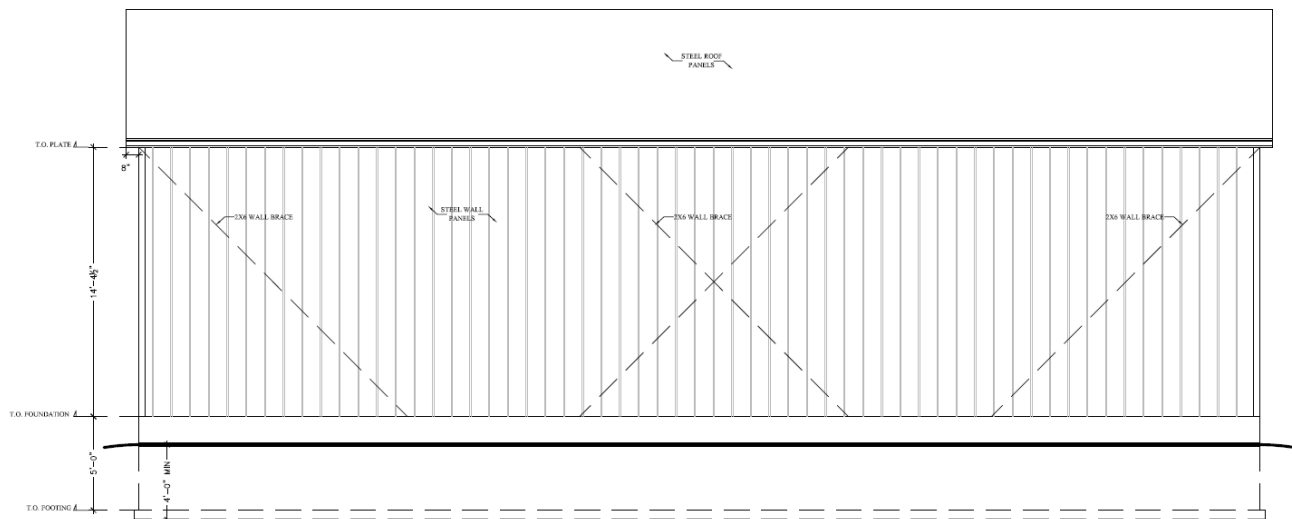 STEEL ROOF
PANELS
T.O. PLATE
8"
2X6 WALL BRACE
STEEL WALL
PANELS
2X6 WALL BRACE
2X6 WALL BRACE
14'-4½"
T.O. FOUNDATION
5'-0"
4'-0" MIN
T.O. FOOTING